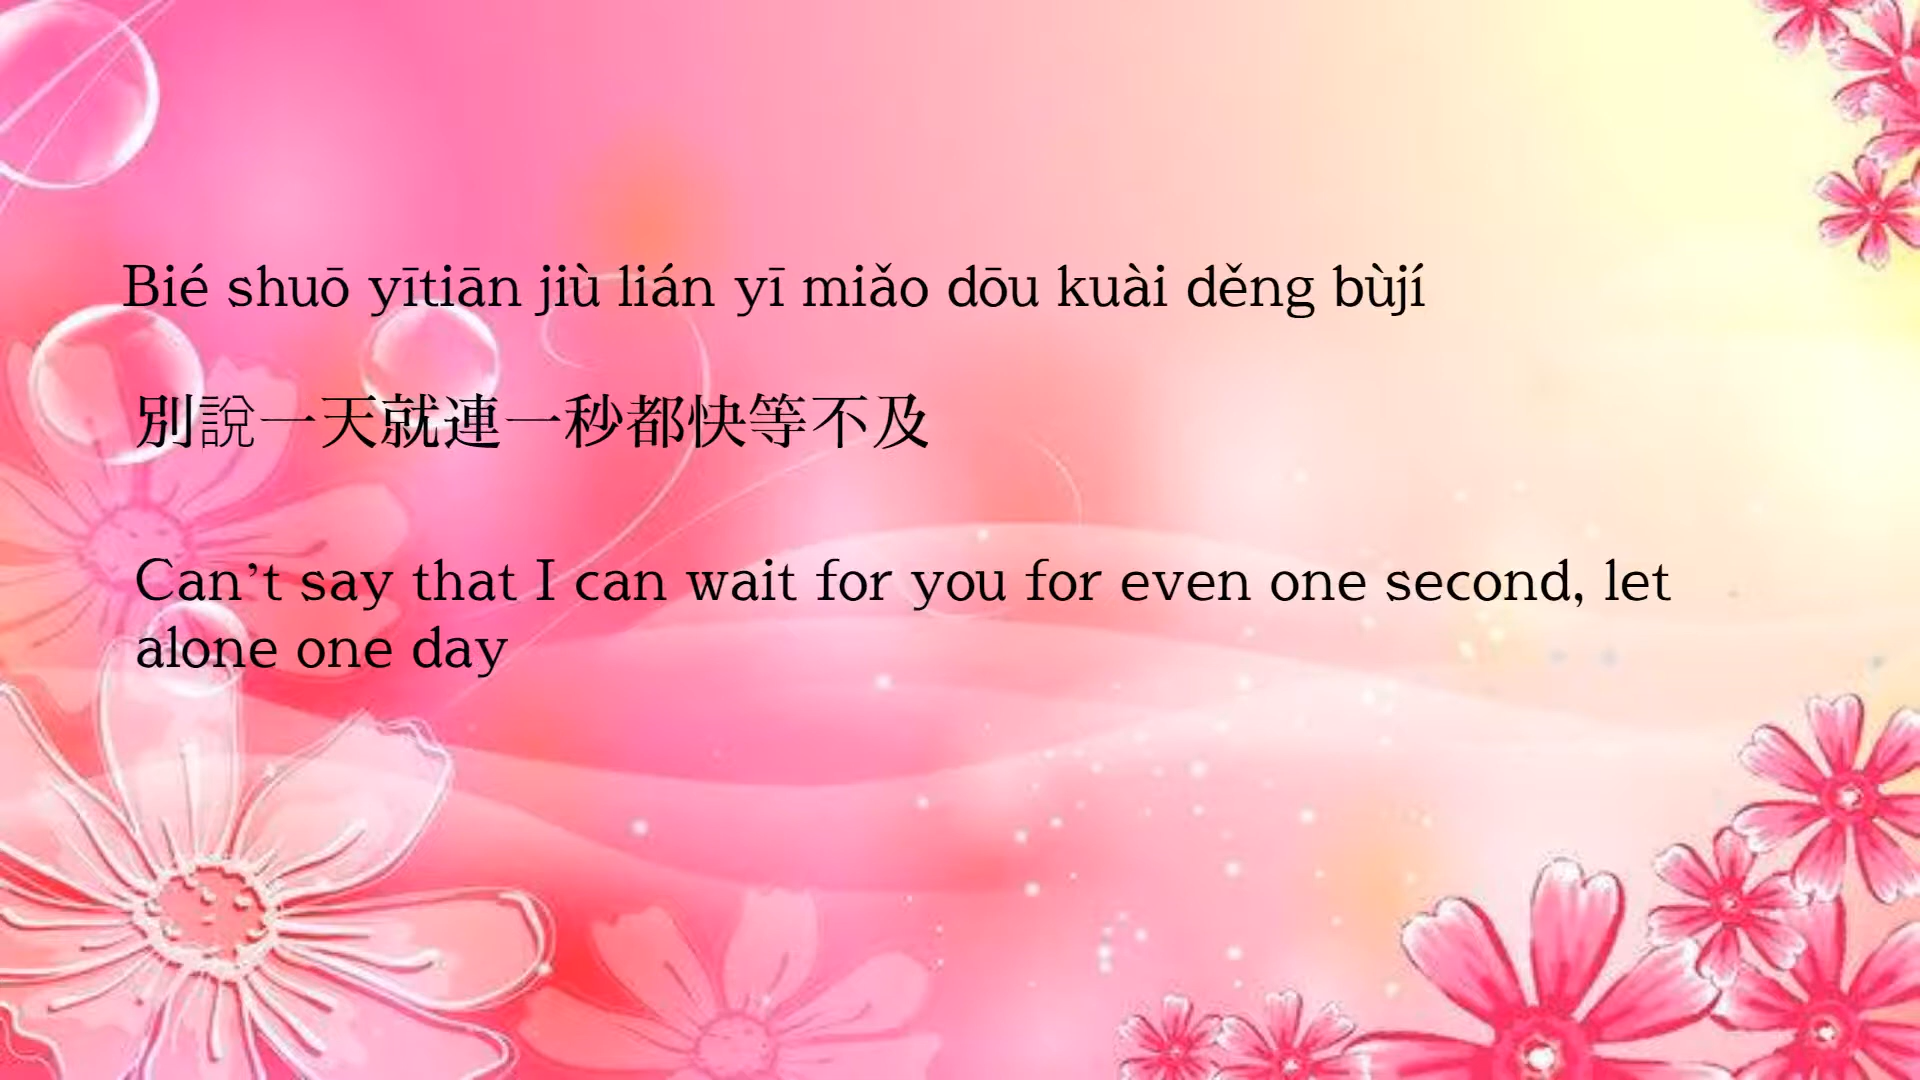 Bié shuō yītiān jiù lián yī miǎo dōu kuài děng bùjí
別說一天就連一秒都快等不及
Can’t say that I can wait for you for even one second, let
alone one day